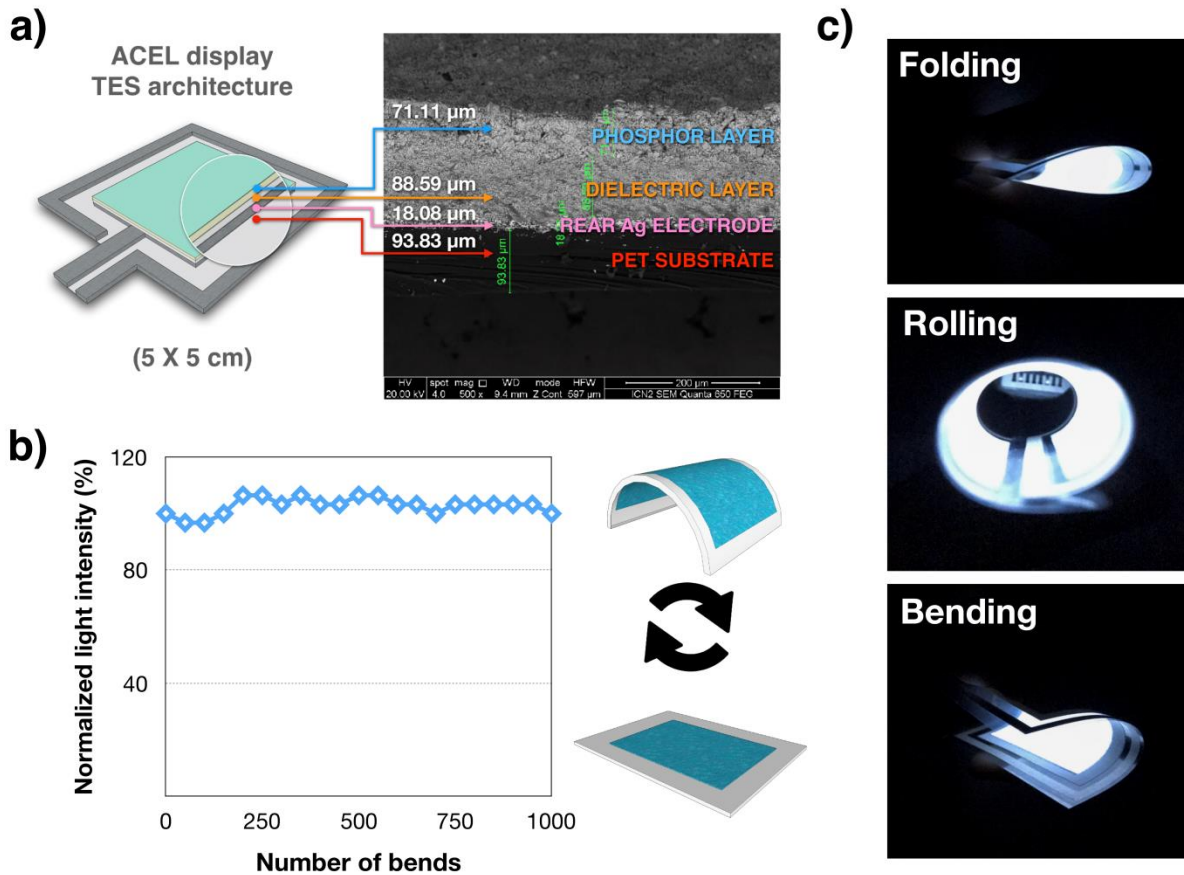 a)
ACEL display
TES architecture
(5 X 5 cm)
71.11 µm
88.59 µm
18.08 µm
93.83 µm
PHOSPHOR LAYER
DIELECTRIC LAYER
REAR Ag ELECTRODE
PET SUBSTRATE
93.83 µm
HV spot mag WD mode HFW 200 µm
20.00 kV 4.0 500 x 9.4 mm Z Cont 597 µm ICN2 SEM Quanta 650 FEG
b)
Normalized light intensity (%)
120
80
40
0 250 500 750 1000
Number of bends
c)
Folding
Rolling
Bending